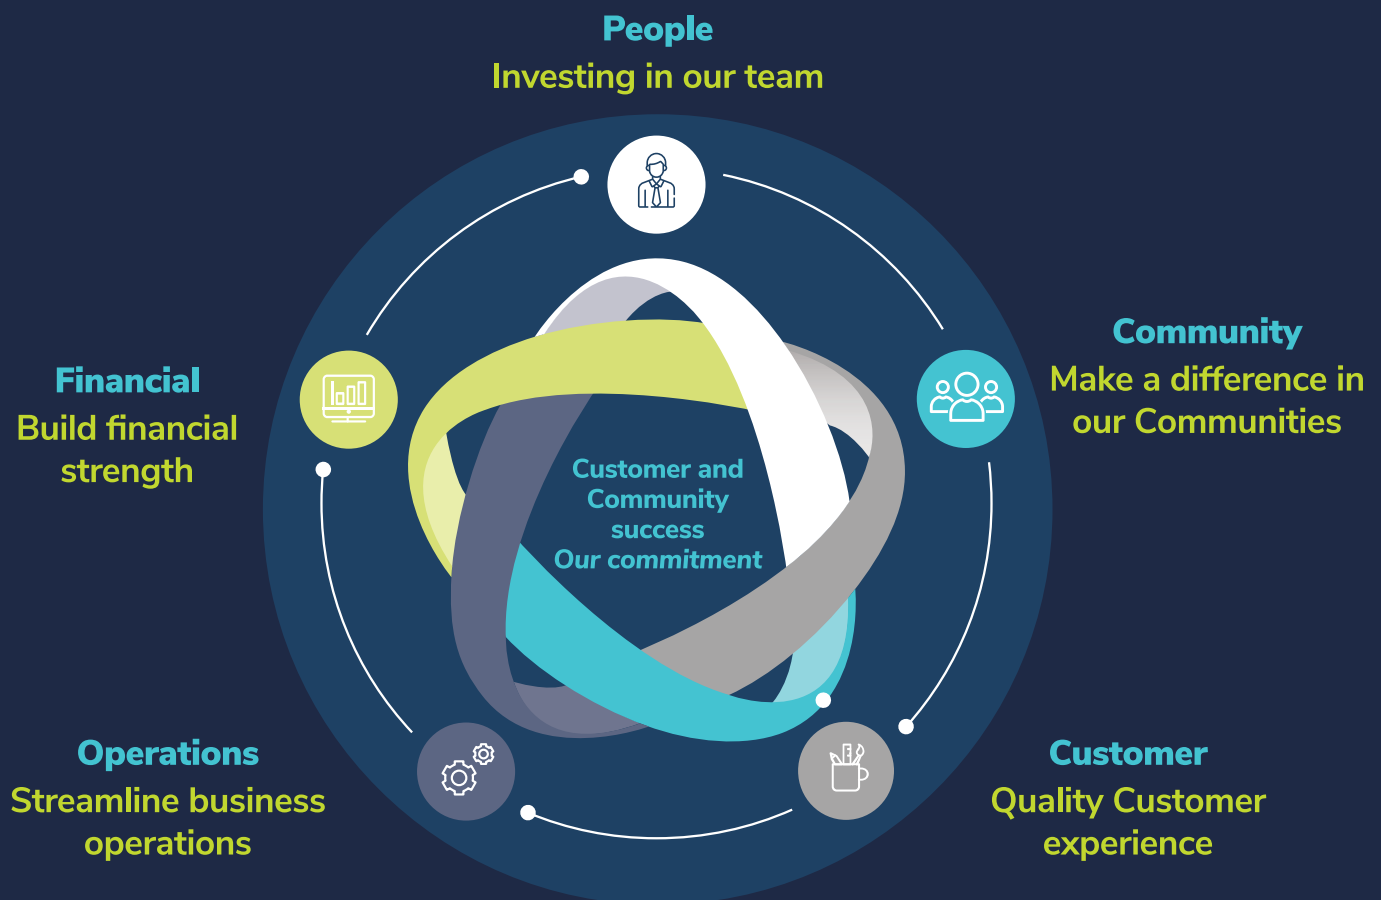 People
Investing in our team
Community
Make a difference in
our Communities
Financial
Build financial
strength
Customer and
Community
success
Our commitment
Operations
Streamline business
operations
Customer
Quality Customer
experience